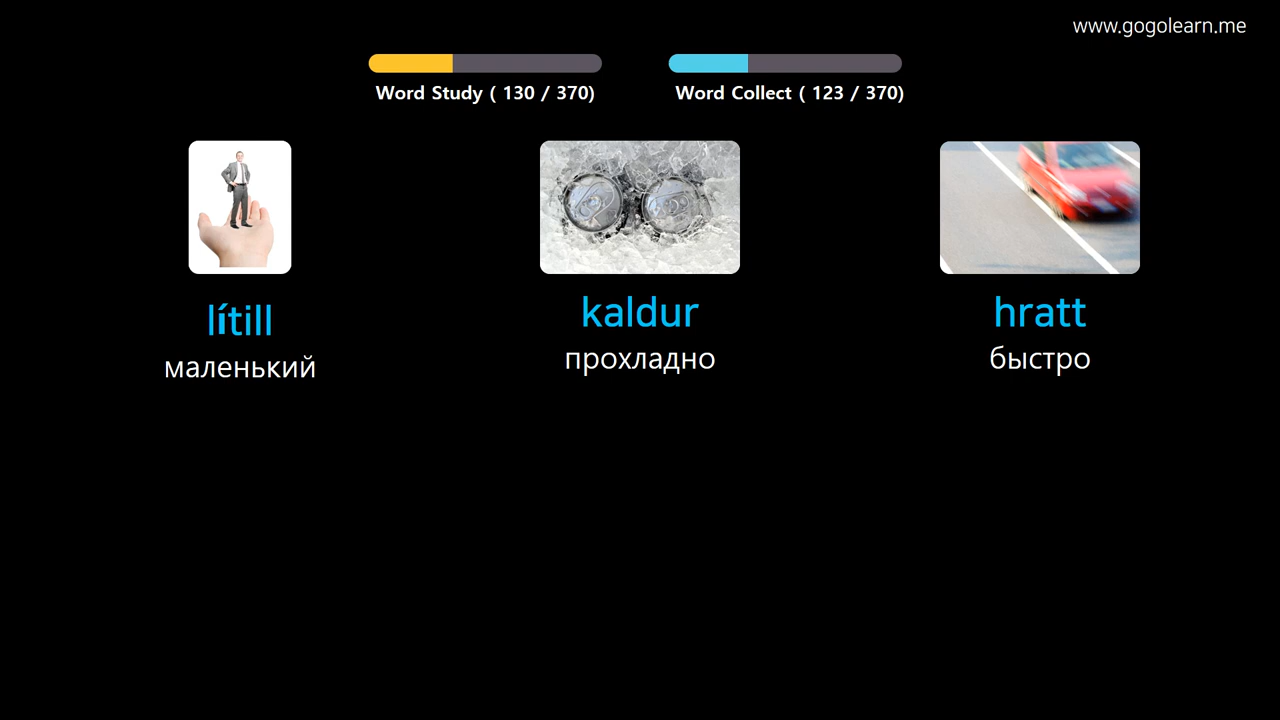 www.gogolearn.me
Word Study ( 130 / 370)
Word Collect ( 123 / 370)
lítill
маленький
kaldur
прохладно
hratt
быстро